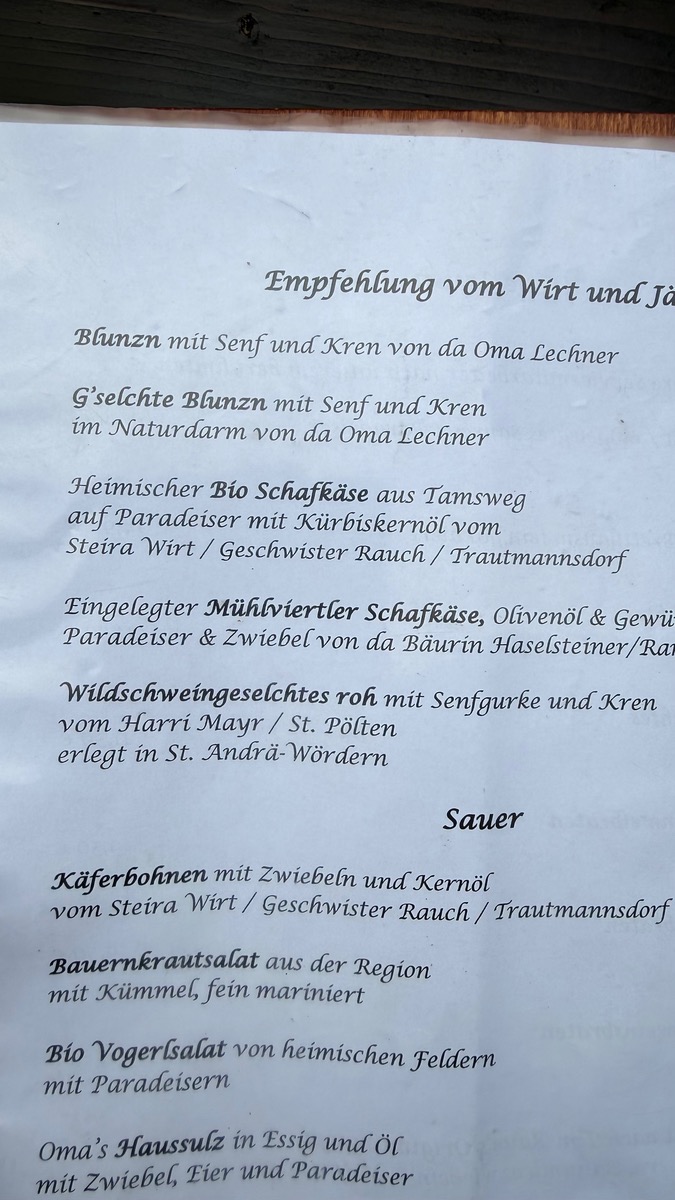 Empfehlung vom Wirt und Jä
Blunzn mit Senf und Kren von da Oma Lechner
G'selchte Blunzn mit Senf und Kren
im Naturdarm von da Oma Lechner
Heimischer Bio Schafkäse aus Tamsweg
auf Paradeiser mit Kürbiskernöl vom
Steira Wirt / Geschwister Rauch / Trautmannsdorf
Eingelegter Mühlviertler Schafkäse, Olivenöl & Gewü
Paradeiser & Zwiebel von da Bäurin Haselsteiner/Ra
Wildschweingeselchtes roh mit Senfgurke und Kren
vom Harri Mayr / St. Pölten
erlegt in St. Andrä-Wördern
Sauer
Käferbohnen mit Zwiebeln und Kernöl
vom Steira Wirt / Geschwister Rauch / Trautmannsdorf
Bauernkrautsalat aus der Region
mit Kümmel, fein mariniert
Bio Vogerlsalat von heimischen Feldern
mit Paradeisern
Oma's Haussulz in Essig und Öl
mit Zwiebel, Eier und Paradeiser